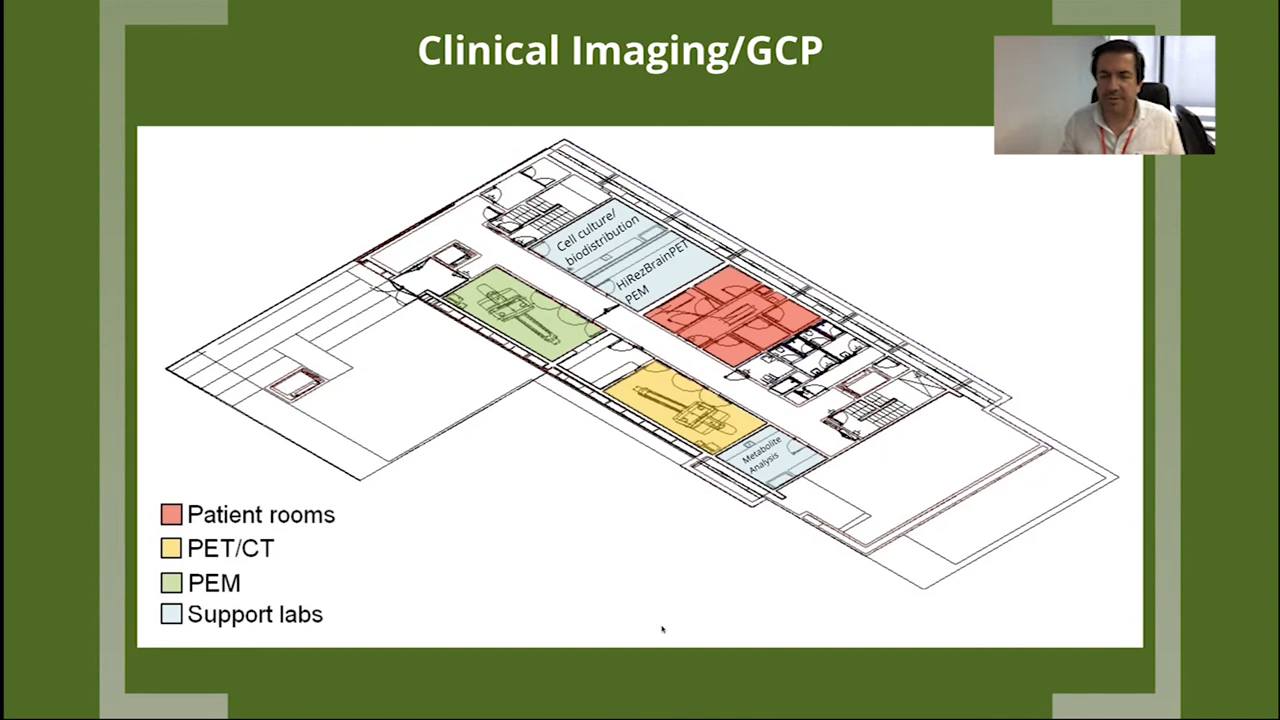 Clinical Imaging/GCP
Cell culture/
biodistribution
HiRezBrainPET
PEM
Metabolite
Analysis
Patient rooms
PET/CT
PEM
Support labs